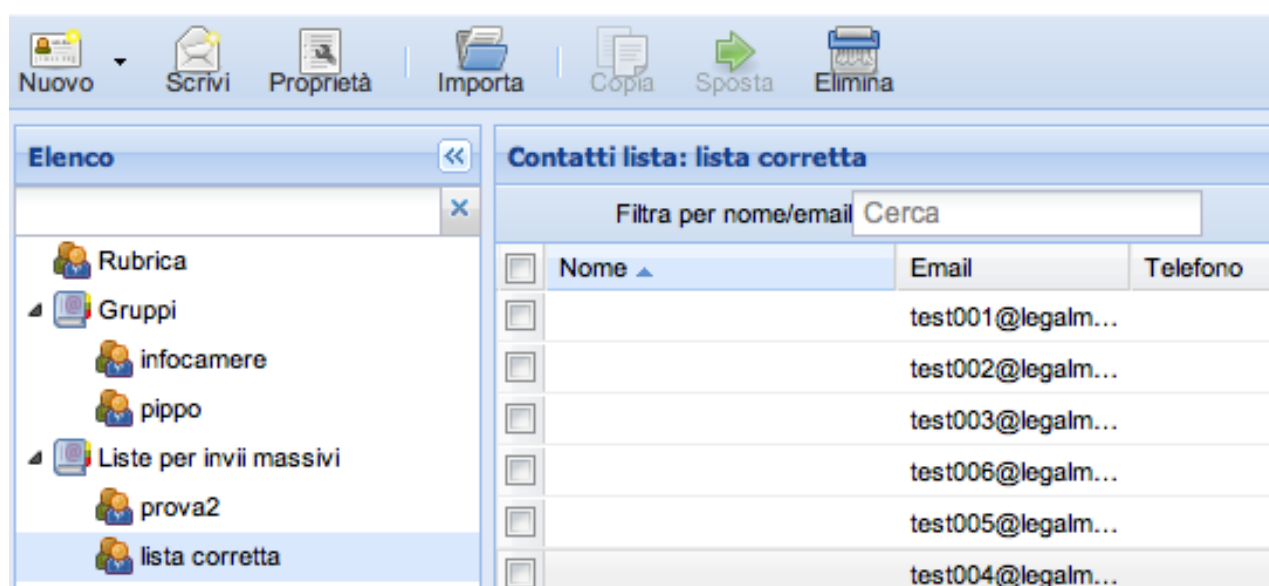 Nuovo Scrivi Proprietà Importa Copia Sposta Elimina
Elenco
Contatti lista: lista corretta
Filtra per nome/email Cerca
Rubrica
Nome Email Telefono
Gruppi
test001@legalm...
infocamere
test002@legalm...
pippo
test003@legalm...
Liste per invii massivi
test006@legalm...
prova2
test005@legalm...
lista corretta
test004@legalm...